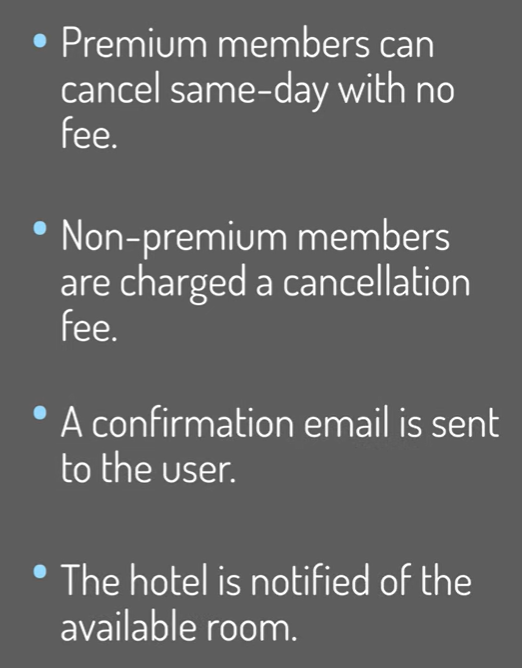 • Premium members can
cancel same-day with no
fee.
• Non-premium members
are charged a cancellation
fee.
• A confirmation email is sent
to the user.
• The hotel is notified of the
available room.